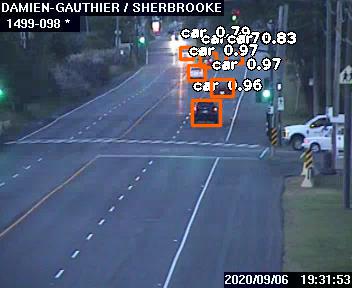 DAMIEN-GAUTHIER / SHERBROOKE
1499-098 *
car 0.79
car 0.83
car 0.97
car 0.97
car 0.96
2020/09/06 19:31:53